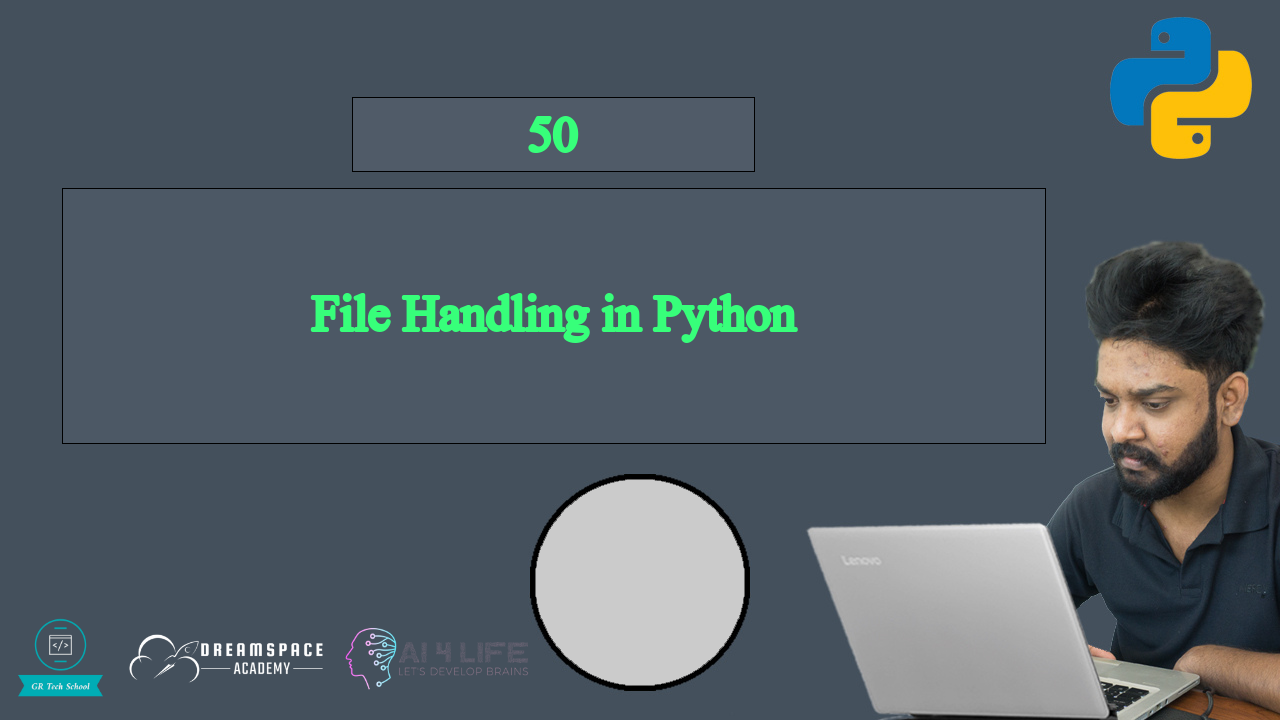 50
File Handling in Python
Lenovo
GR Tech School
DREAMSPACE
ACADEMY
AI 4 LIFE
LET'S DEVELOP BRAINS